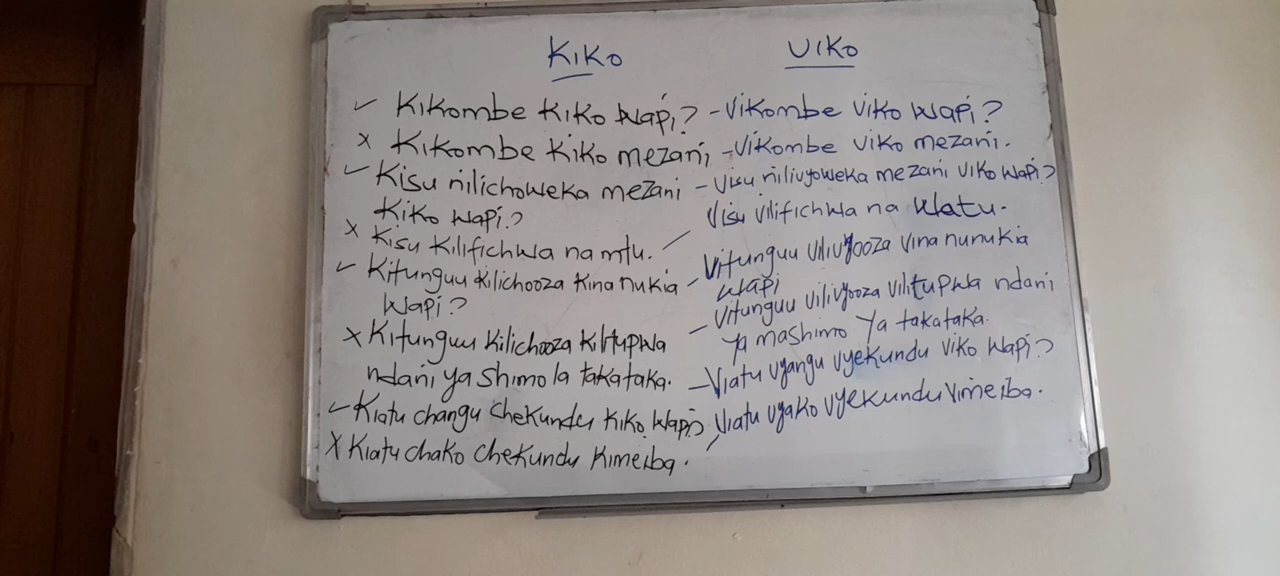 KIKO
VIKO
✓ Kikombe kiko wapi? - Vikombe viko wapi?
x Kikombe kiko mezani - Vikombe viko mezani.
✓ Kisu nilichoweka mezani - Visu nilivyoweka mezani viko wapi?
Kiko wapi?
x Kisu kilifichwa na mtu. - Visu vilifichwa na watu.
✓ Kitunguu kilichooza kina nukia - Vitunguu vilivyooza vina nunukia
wapi?
wapi
x Kitunguu kilichooza kilitupwa - Vitunguu vilivyooza vilitupwa ndani
ndani ya shimo la takataka.
ya mashimo ya takataka.
✓ Kiatu changu chekundu kiko wapi? - Viatu vyangu vyekundu viko wapi?
x Kiatu chako chekundu kimeiba. - Viatu vyako vyekundu vimeiba.